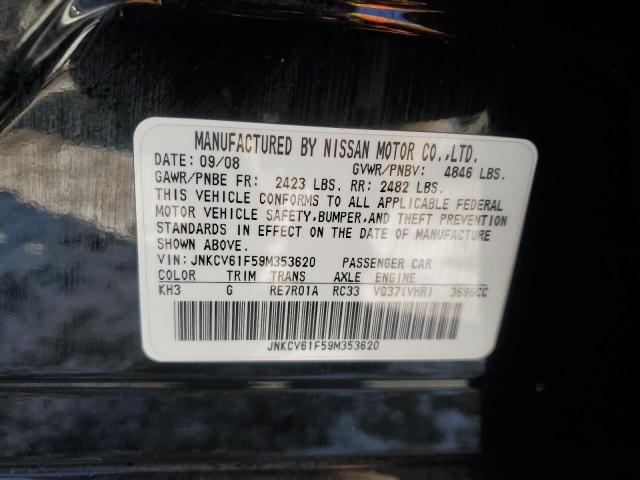 MANUFACTURED BY NISSAN MOTOR CO.,LTD.
DATE: 09/08 GVWR/PNBV: 4846 LBS.
GAWR/PNBE FR: 2423 LBS. RR: 2482 LBS.
THIS VEHICLE CONFORMS TO ALL APPLICABLE FEDERAL
MOTOR VEHICLE SAFETY,BUMPER,AND THEFT PREVENTION
STANDARDS IN EFFECT ON THE DATE OF MANUFACTURE
SHOWN ABOVE.
VIN:JNKCV61F59M353620 PASSENGER CAR
COLOR TRIM TRANS AXLE ENGINE
KH3 G RE7R01A RC33 VQ37(VHR) 3696CC
JNKCV61F59M353620